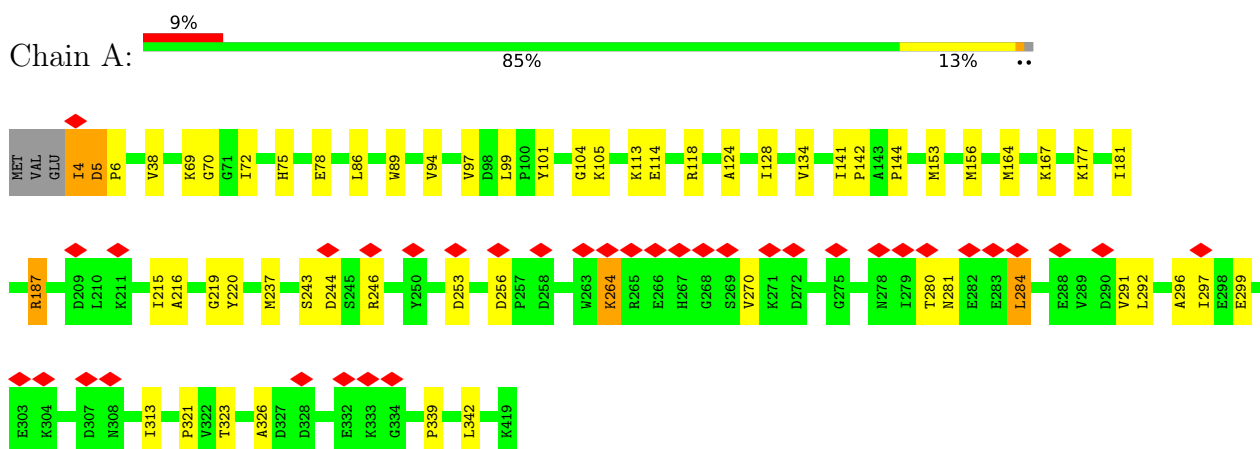 9%
Chain A:
85% 13% ••
MET VAL GLU I4 D5 P6 V38 K69 G70 G71 I72 H75 E78 L86 W89 V94 V97 D98 L99 P100 Y101 G104 K105 K113 E114 R118 A124 I128 V134 I141 P142 A143 P144 M153 M156 M164 K167 K177 I181
R187 D209 L210 K211 I215 A216 G219 Y220 M237 S243 D244 S245 R246 Y250 D253 D256 P257 D258 W263 K264 R265 E266 H267 G268 S269 V270 K271 D272 G275 N278 I279 T280 N281 E282 E283 L284 E288 V289 D290 V291 L292 A296 I297 E298 E299
E303 K304 D307 N308 I313 P321 V322 T323 A326 D327 D328 E332 K333 G334 P339 L342 K419